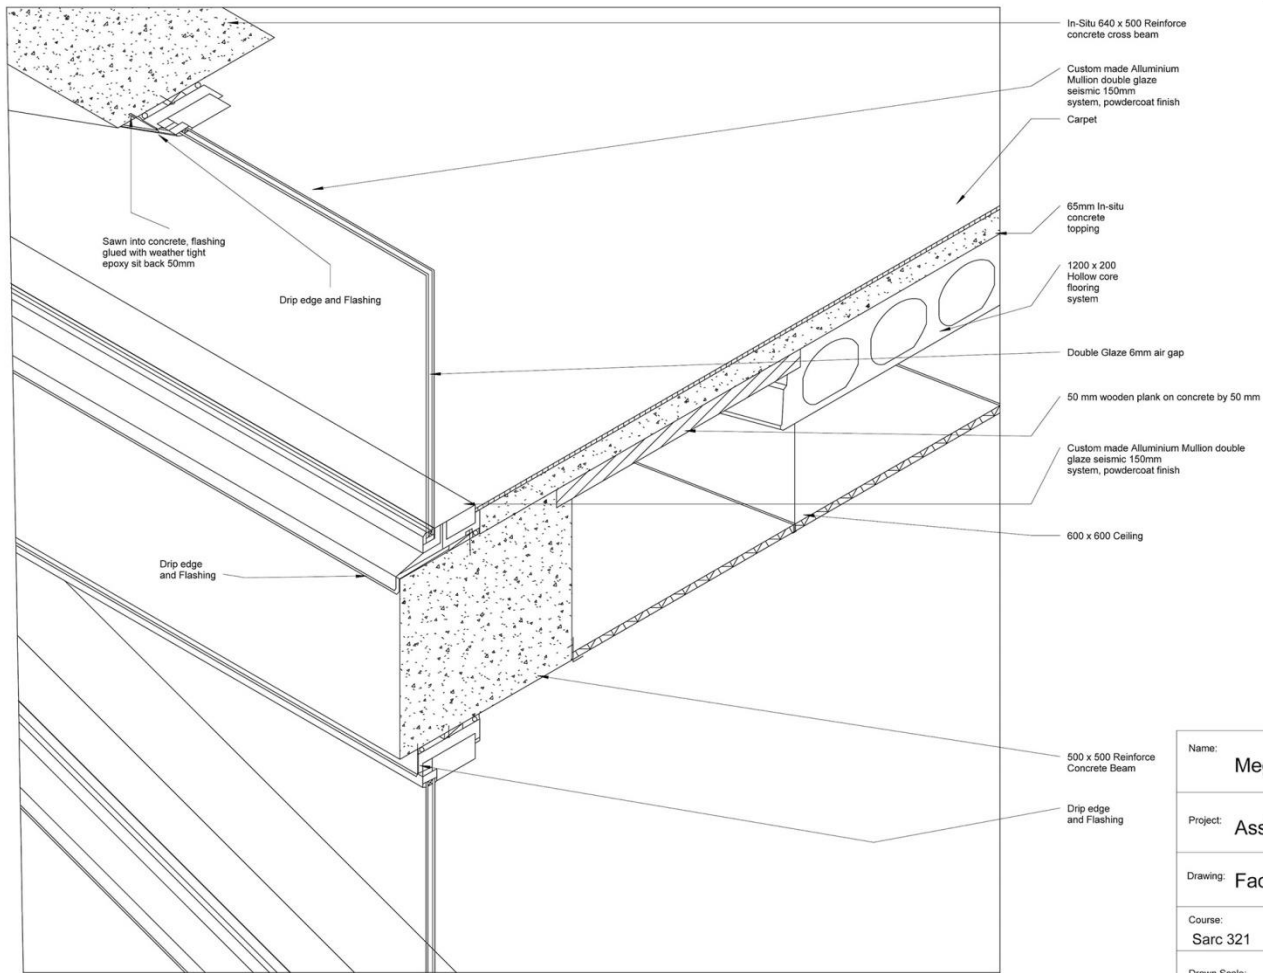 In-Situ 640 x 500 Reinforce
concrete cross beam
Custom made Alluminium
Mullion double glaze
seismic 150mm
system, powdercoat finish
Carpet
65mm In-situ
concrete
topping
1200 x 200
Hollow core
flooring
system
Double Glaze 6mm air gap
50 mm wooden plank on concrete by 50 mm
Custom made Alluminium Mullion double
glaze seismic 150mm
system, powdercoat finish
600 x 600 Ceiling
500 x 500 Reinforce
Concrete Beam
Drip edge
and Flashing
Sawn into concrete, flashing
glued with weather tight
epoxy sit back 50mm
Drip edge and Flashing
Drip edge
and Flashing
Name:
Project:
Drawing:
Course:
Sarc 321